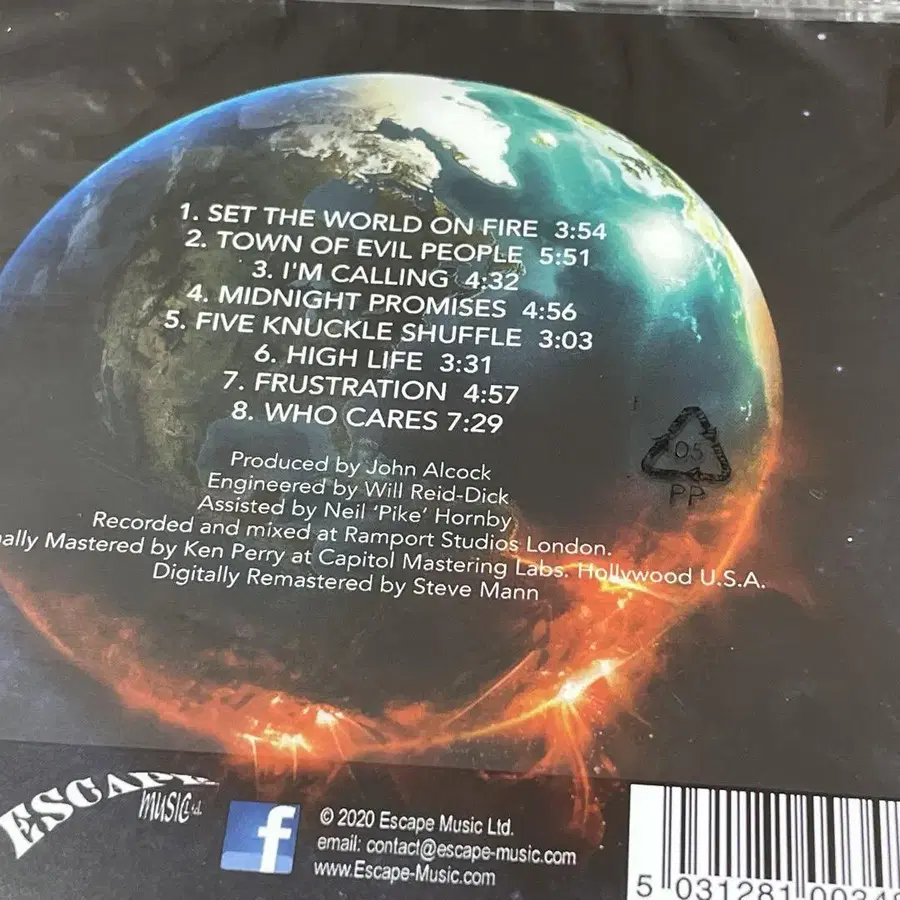 1. SET THE WORLD ON FIRE 3:54
2. TOWN OF EVIL PEOPLE 5:51
3. I'M CALLING 4:32
4. MIDNIGHT PROMISES 4:56
5. FIVE KNUCKLE SHUFFLE 3:03
6. HIGH LIFE 3:31
7. FRUSTRATION 4:57
8. WHO CARES 7:29
05
PP
Produced by John Alcock
Engineered by Will Reid-Dick
Assisted by Neil 'Pike' Hornby
Recorded and mixed at Ramport Studios London.
Mastered by Ken Perry at Capitol Mastering Labs. Hollywood U.S.A.
Digitally Remastered by Steve Mann
ESCAPE
MUSIC Ltd.
f
© 2020 Escape Music Ltd.
email: contact@escape-music.com
www.Escape-Music.com
5 031281